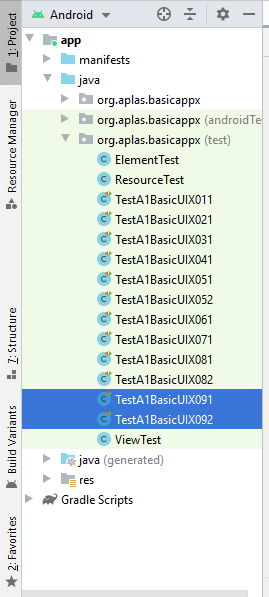 Android
app
manifests
java
org.aplas.basicappx
org.aplas.basicappx (androidTe
org.aplas.basicappx (test)
ElementTest
ResourceTest
TestA1BasicUIX011
TestA1BasicUIX021
TestA1BasicUIX031
TestA1BasicUIX041
TestA1BasicUIX051
TestA1BasicUIX052
TestA1BasicUIX061
TestA1BasicUIX071
TestA1BasicUIX081
TestA1BasicUIX082
TestA1BasicUIX091
TestA1BasicUIX092
ViewTest
java (generated)
res
Gradle Scripts
1: Project
Resource Manager
7: Structure
Build Variants
2: Favorites